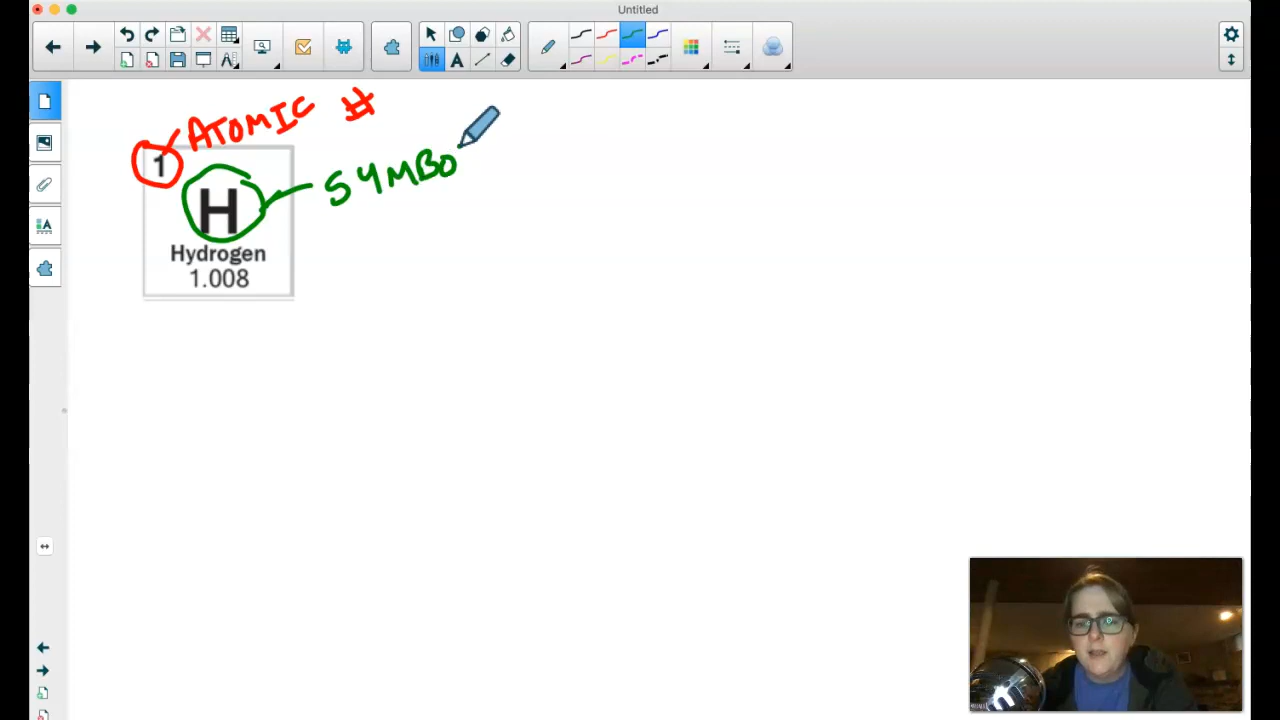 Untitled
ATOMIC #
1
SYMBO
H
Hydrogen
1.008